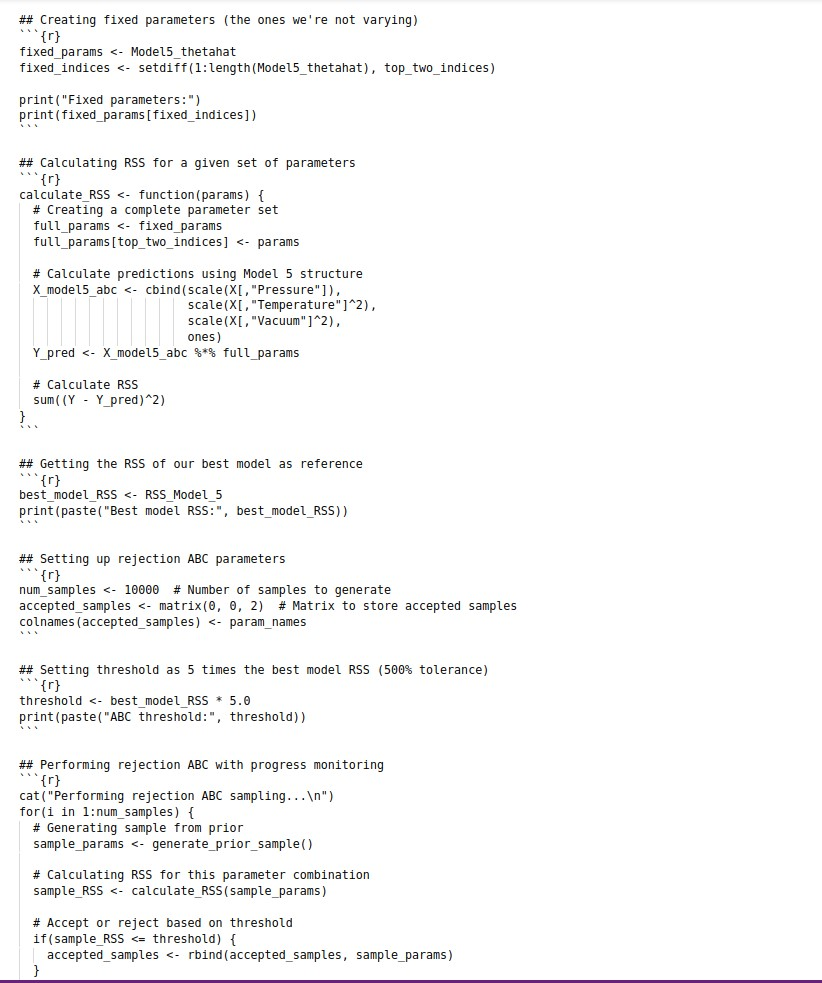 ## Creating fixed parameters (the ones we're not varying)
```{r}
fixed_params <- Model5_thetahat
fixed_indices <- setdiff(1:length(Model5_thetahat), top_two_indices)

print("Fixed parameters:")
print(fixed_params[fixed_indices])
```

## Calculating RSS for a given set of parameters
```{r}
calculate_RSS <- function(params) {
  # Creating a complete parameter set
  full_params <- fixed_params
  full_params[top_two_indices] <- params

  # Calculate predictions using Model 5 structure
  X_model5_abc <- cbind(scale(X[,"Pressure"]),
                        scale(X[,"Temperature"]^2),
                        scale(X[,"Vacuum"]^2),
                        ones)
  Y_pred <- X_model5_abc %*% full_params

  # Calculate RSS
  sum((Y - Y_pred)^2)
}
```

## Getting the RSS of our best model as reference
```{r}
best_model_RSS <- RSS_Model_5
print(paste("Best model RSS:", best_model_RSS))
```

## Setting up rejection ABC parameters
```{r}
num_samples <- 10000  # Number of samples to generate
accepted_samples <- matrix(0, 0, 2)  # Matrix to store accepted samples
colnames(accepted_samples) <- param_names
```

## Setting threshold as 5 times the best model RSS (500% tolerance)
```{r}
threshold <- best_model_RSS * 5.0
print(paste("ABC threshold:", threshold))
```

## Performing rejection ABC with progress monitoring
```{r}
cat("Performing rejection ABC sampling...\n")
for(i in 1:num_samples) {
  # Generating sample from prior
  sample_params <- generate_prior_sample()

  # Calculating RSS for this parameter combination
  sample_RSS <- calculate_RSS(sample_params)

  # Accept or reject based on threshold
  if(sample_RSS <= threshold) {
    accepted_samples <- rbind(accepted_samples, sample_params)
  }